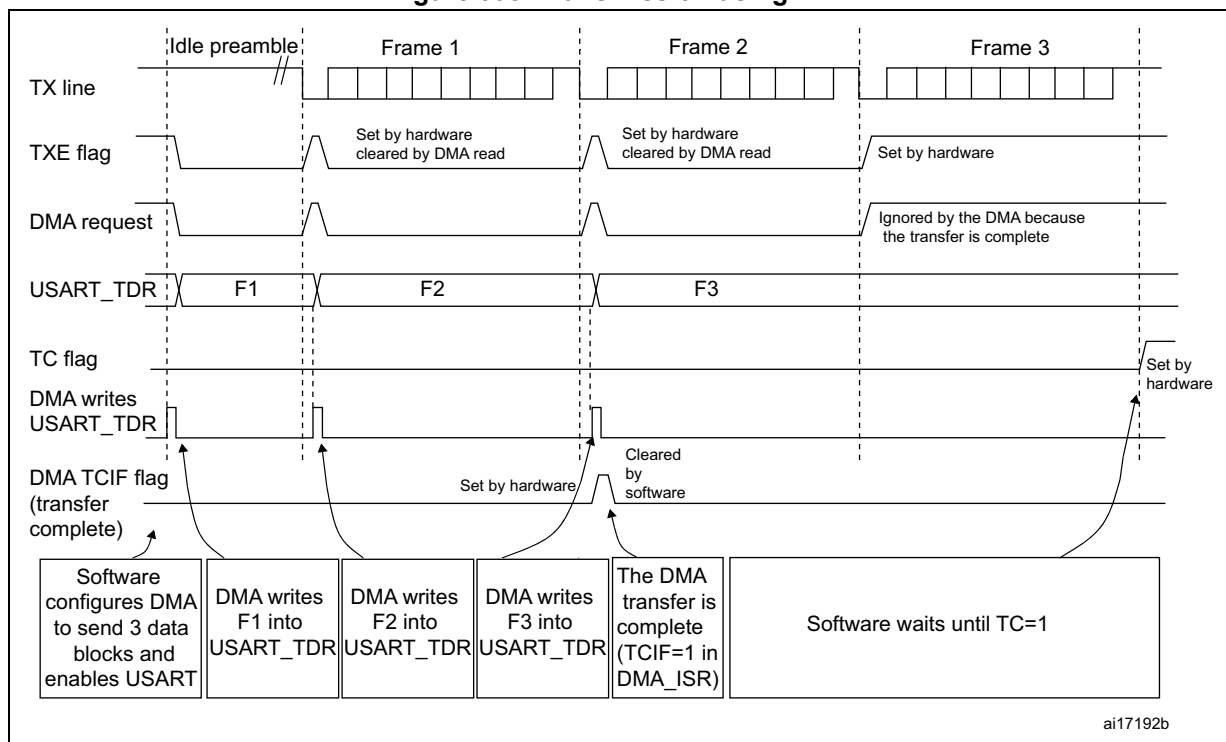 Idle preamble Frame 1 Frame 2 Frame 3
TX line
TXE flag
Set by hardware
cleared by DMA read
Set by hardware
cleared by DMA read
Set by hardware
DMA request
Ignored by the DMA because
the transfer is complete
USART_TDR F1 F2 F3
TC flag
Set by
hardware
DMA writes
USART_TDR
DMA TCIF flag
(transfer
complete)
Set by hardware
Cleared
by
software
Software
configures DMA
to send 3 data
blocks and
enables USART
DMA writes
F1 into
USART_TDR
DMA writes
F2 into
USART_TDR
DMA writes
F3 into
USART_TDR
The DMA
transfer is
complete
(TCIF=1 in
DMA_ISR)
Software waits until TC=1
ai17192b